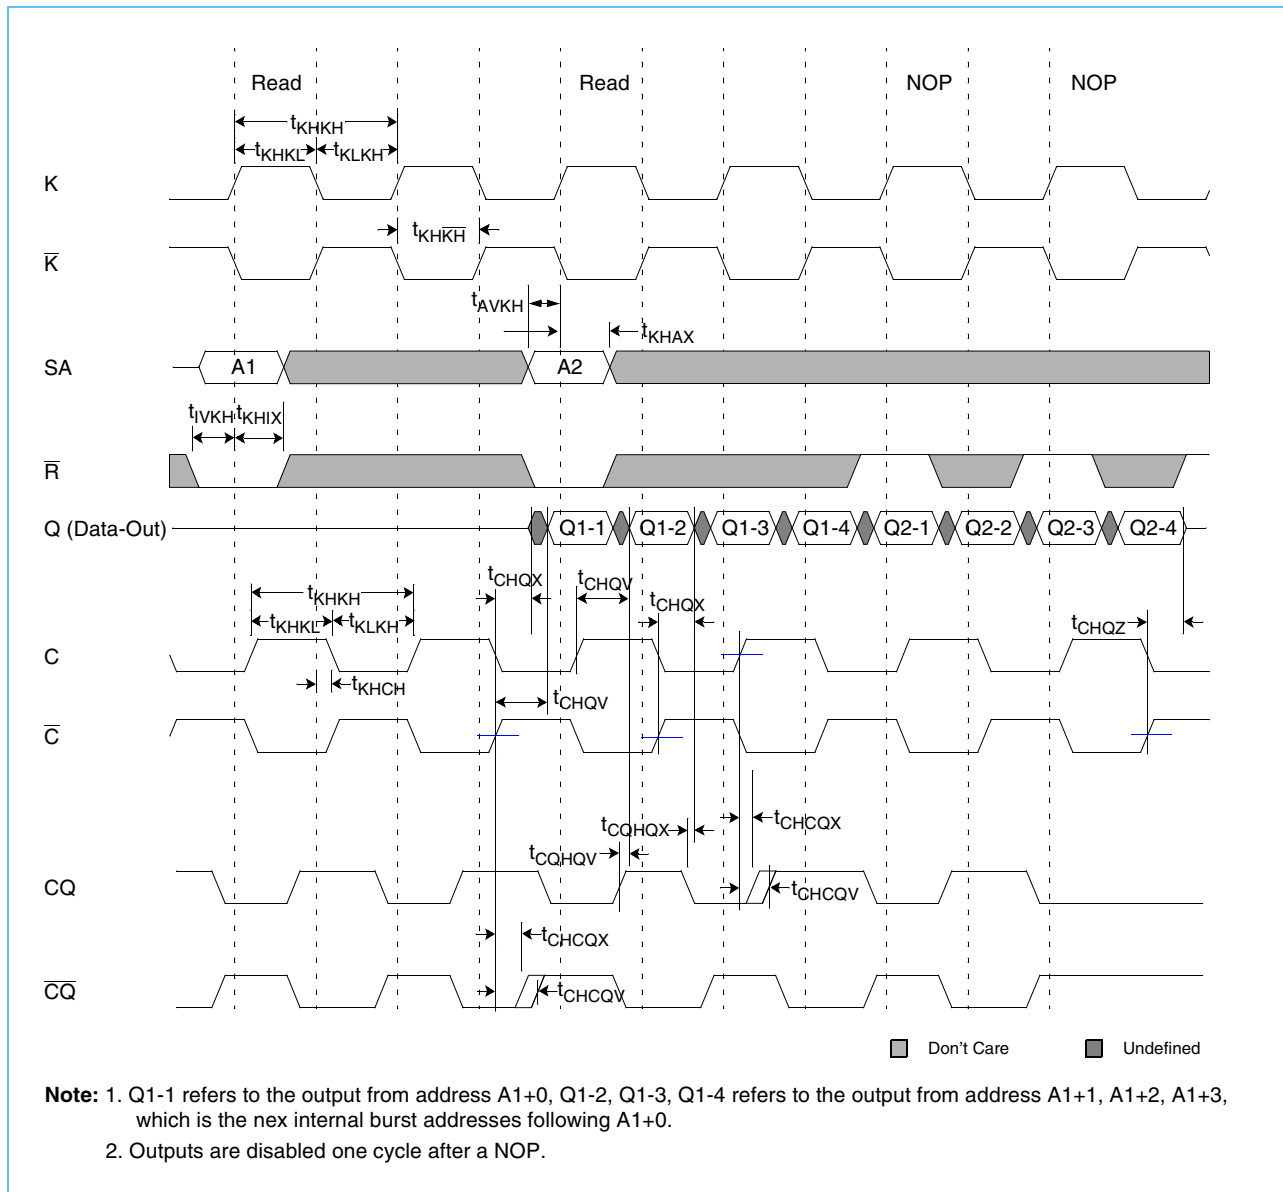 Read Read NOP NOP
tKHKH
tKHKL tKLKH
K
tKHK̅H̅
K̅
tAVKH
tKHAX
SA A1 A2
tIVKH tKHIX
R̅
Q (Data-Out) Q1-1 Q1-2 Q1-3 Q1-4 Q2-1 Q2-2 Q2-3 Q2-4
tCHQX tCHQV
tKHKH tCHQX
tKHKL tKLKH tCHQZ
C
tKHCH
tCHQV
C̅
tCHCQX
tCQHQX
tCQHQV
CQ tCHCQV
tCHCQX
C̅Q̅ tCHCQV
Don't Care Undefined
Note: 1. Q1-1 refers to the output from address A1+0, Q1-2, Q1-3, Q1-4 refers to the output from address A1+1, A1+2, A1+3,
which is the nex internal burst addresses following A1+0.
2. Outputs are disabled one cycle after a NOP.